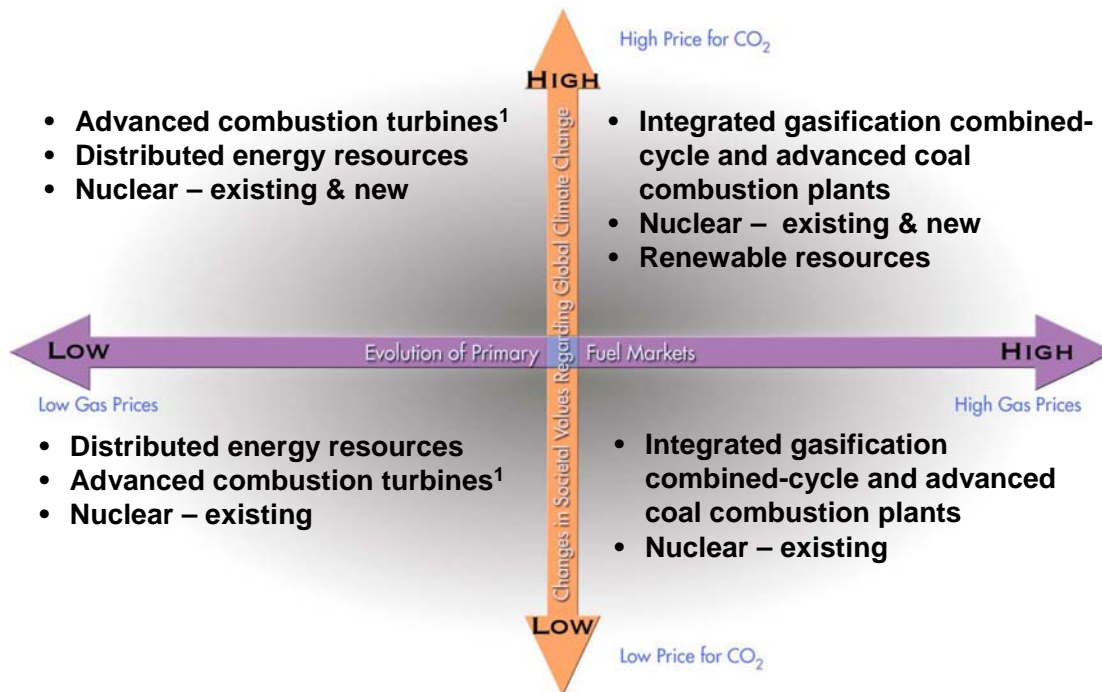 High Price for CO₂
HIGH
• Advanced combustion turbines¹
• Distributed energy resources
• Nuclear – existing & new
• Integrated gasification combined-
cycle and advanced coal
combustion plants
• Nuclear – existing & new
• Renewable resources
Changes in Societal Values Regarding Global Climate Change
LOW
Evolution of Primary Fuel Markets
HIGH
Low Gas Prices
High Gas Prices
• Distributed energy resources
• Advanced combustion turbines¹
• Nuclear – existing
• Integrated gasification
combined-cycle and advanced
coal combustion plants
• Nuclear – existing
LOW
Low Price for CO₂